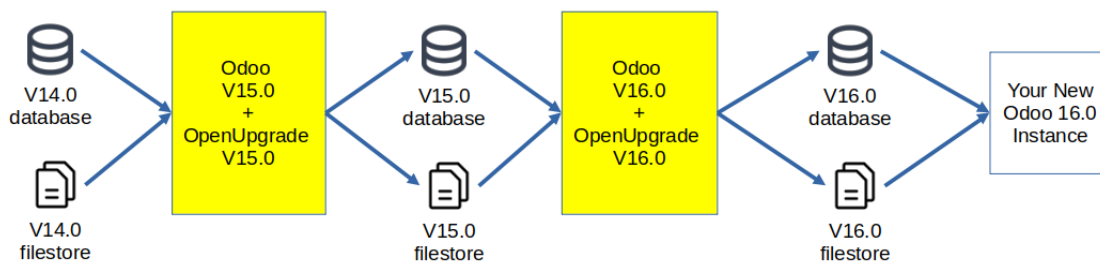 V14.0
database
V14.0
filestore
Odoo
V15.0
+
OpenUpgrade
V15.0
V15.0
database
V15.0
filestore
Odoo
V16.0
+
OpenUpgrade
V16.0
V16.0
database
V16.0
filestore
Your New
Odoo 16.0
Instance